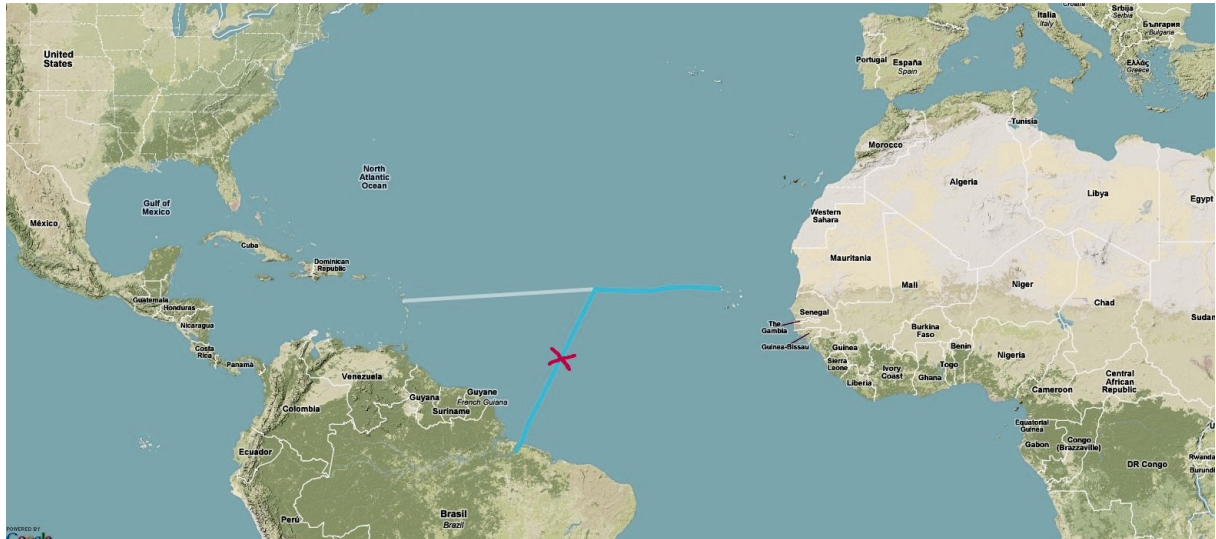 United
States
Gulf of
Mexico
México
Cuba
Dominican
Republic
Guatemala
Honduras
Nicaragua
Costa
Rica
Panamá
Venezuela
Colombia
Guyana
Suriname
Guyane
French Guiana
Ecuador
Perú
Brasil
Brazil
North
Atlantic
Ocean
Portugal
España
Spain
Italia
Italy
Croatia
Srbija
Serbia
България
Bulgaria
Ελλάς
Greece
Tunisia
Morocco
Algeria
Libya
Egypt
Western
Sahara
Mauritania
Mali
Niger
Chad
Sudan
Senegal
The
Gambia
Guinea-Bissau
Guinea
Sierra
Leone
Liberia
Ivory
Coast
Burkina
Faso
Ghana
Togo
Benin
Nigeria
Cameroon
Central
African
Republic
Equatorial
Guinea
Gabon
Congo
(Brazzaville)
DR Congo
Rwanda
Burundi
POWERED BY
Google